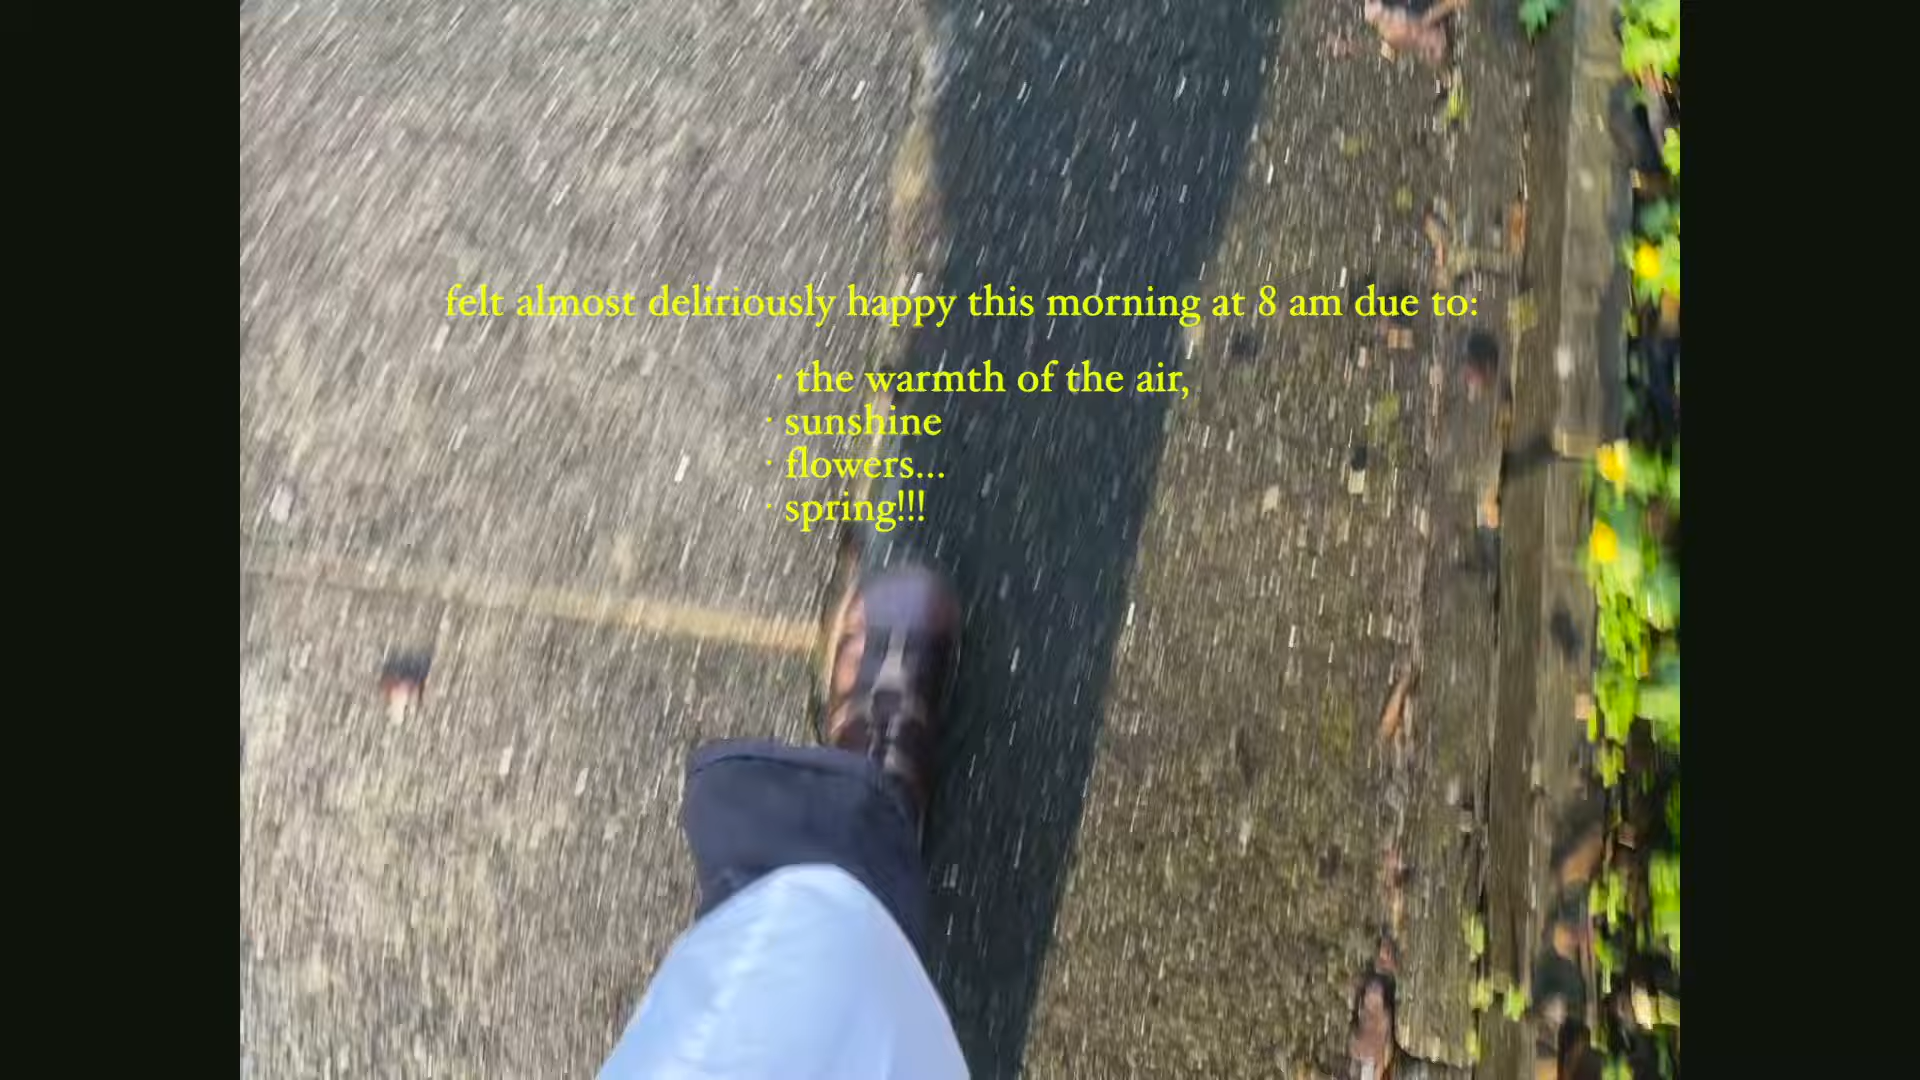 felt almost deliriously happy this morning at 8 am due to:
· the warmth of the air,
· sunshine
· flowers...
· spring!!!